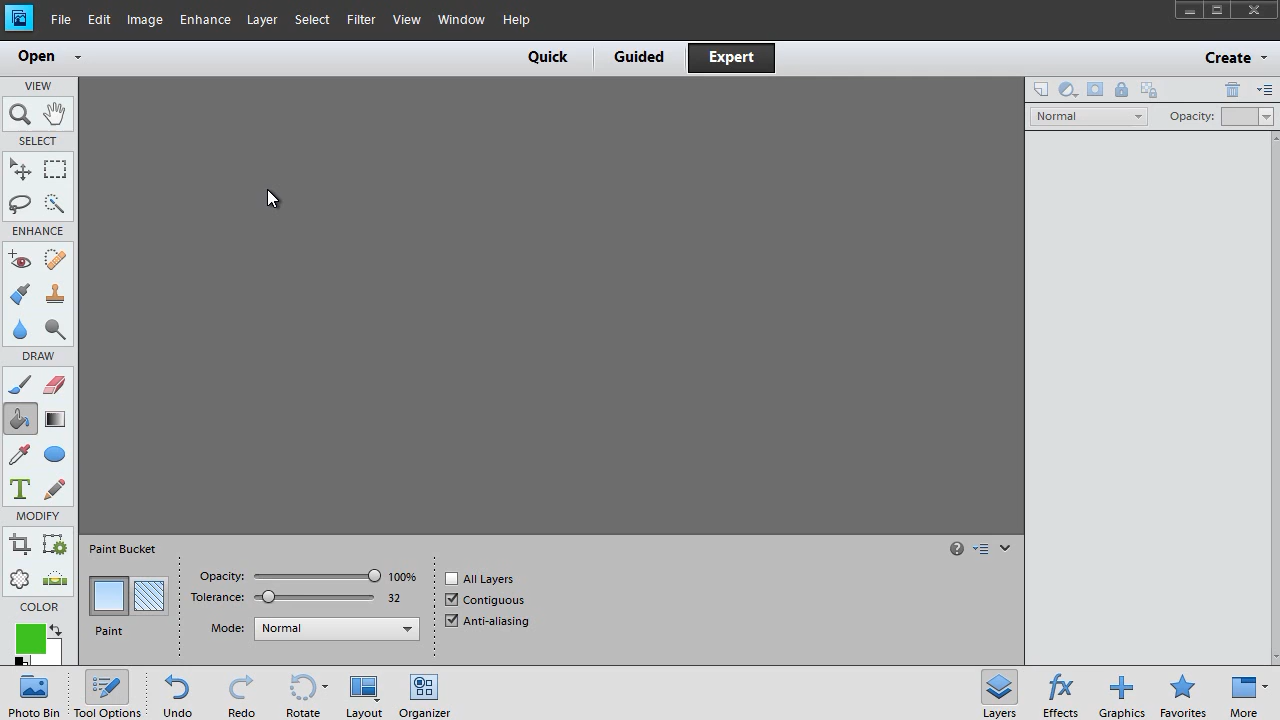 File Edit Image Enhance Layer Select Filter View Window Help
Open Quick Guided Expert Create
VIEW
Normal Opacity:
SELECT
ENHANCE
DRAW
T
MODIFY
Paint Bucket
Opacity: 100% All Layers
Tolerance: 32 Contiguous
COLOR
Paint Mode: Normal Anti-aliasing
Photo Bin Tool Options Undo Redo Rotate Layout Organizer fx Layers Effects Graphics Favorites More